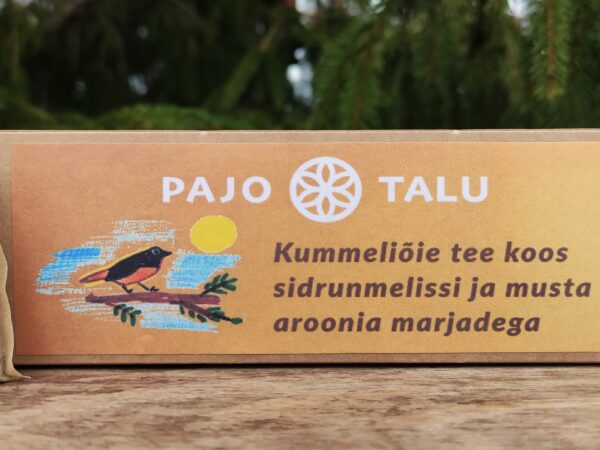 PAJO TALU
Kummeliõie tee koos
sidrunmelissi ja musta
aroonia marjadega